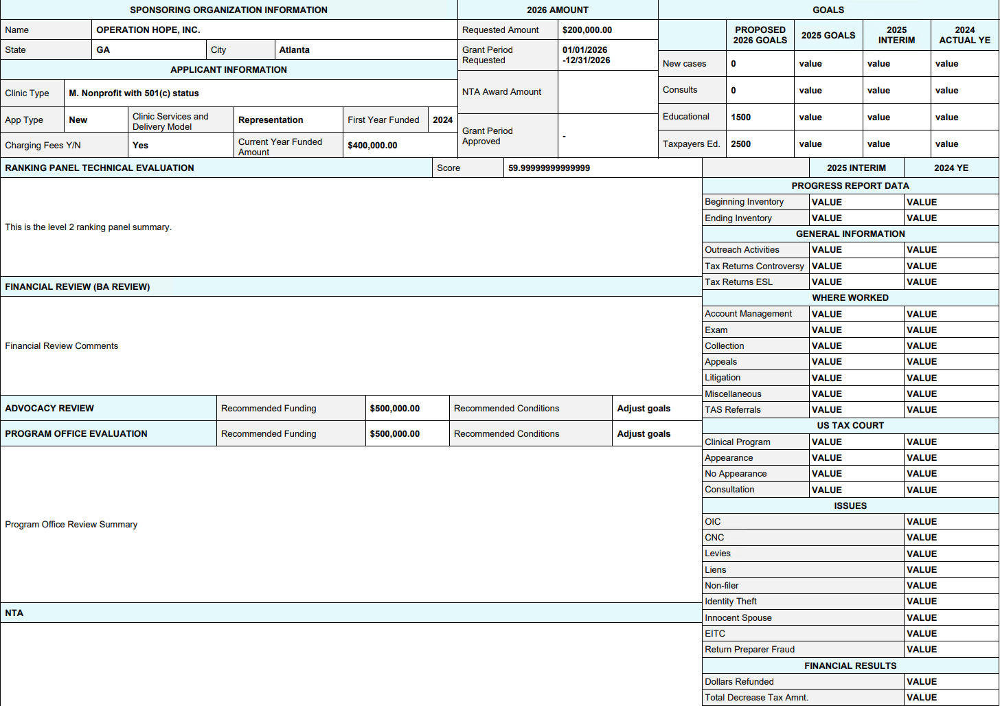 SPONSORING ORGANIZATION INFORMATION
Name OPERATION HOPE, INC.
State GA City Atlanta
APPLICANT INFORMATION
Clinic Type M. Nonprofit with 501(c) status
App Type New Clinic Services and
Delivery Model Representation First Year Funded 2024
Charging Fees Y/N Yes Current Year Funded
Amount $400,000.00
2026 AMOUNT
Requested Amount $200,000.00
Grant Period
Requested 01/01/2026
-12/31/2026
NTA Award Amount
Grant Period
Approved -
GOALS
PROPOSED
2026 GOALS 2025 GOALS 2025
INTERIM 2024
ACTUAL YE
New cases 0 value value value
Consults 0 value value value
Educational 1500 value value value
Taxpayers Ed. 2500 value value value
RANKING PANEL TECHNICAL EVALUATION Score 59.99999999999999
This is the level 2 ranking panel summary.
FINANCIAL REVIEW (BA REVIEW)
Financial Review Comments
ADVOCACY REVIEW Recommended Funding $500,000.00 Recommended Conditions Adjust goals
PROGRAM OFFICE EVALUATION Recommended Funding $500,000.00 Recommended Conditions Adjust goals
Program Office Review Summary
NTA
2025 INTERIM 2024 YE
PROGRESS REPORT DATA
Beginning Inventory VALUE VALUE
Ending Inventory VALUE VALUE
GENERAL INFORMATION
Outreach Activities VALUE VALUE
Tax Returns Controversy VALUE VALUE
Tax Returns ESL VALUE VALUE
WHERE WORKED
Account Management VALUE VALUE
Exam VALUE VALUE
Collection VALUE VALUE
Appeals VALUE VALUE
Litigation VALUE VALUE
Miscellaneous VALUE VALUE
TAS Referrals VALUE VALUE
US TAX COURT
Clinical Program VALUE VALUE
Appearance VALUE VALUE
No Appearance VALUE VALUE
Consultation VALUE VALUE
ISSUES
OIC VALUE
CNC VALUE
Levies VALUE
Liens VALUE
Non-filer VALUE
Identity Theft VALUE
Innocent Spouse VALUE
EITC VALUE
Return Preparer Fraud VALUE
FINANCIAL RESULTS
Dollars Refunded VALUE
Total Decrease Tax Amnt. VALUE